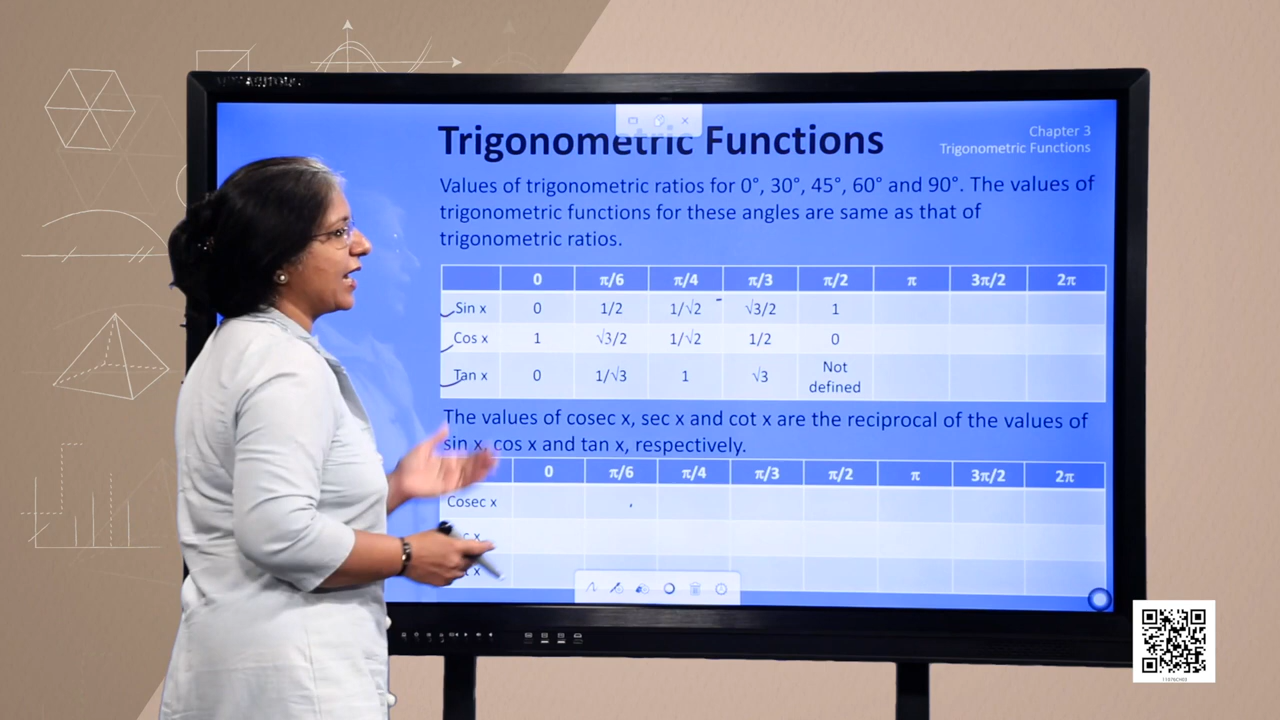 Trigonometric Functions
Chapter 3
Trigonometric Functions
Values of trigonometric ratios for 0°, 30°, 45°, 60° and 90°. The values of
trigonometric functions for these angles are same as that of
trigonometric ratios.
0 π/6 π/4 π/3 π/2 π 3π/2 2π
Sin x 0 1/2 1/√2 √3/2 1
Cos x 1 √3/2 1/√2 1/2 0
Tan x 0 1/√3 1 √3 Not defined
The values of cosec x, sec x and cot x are the reciprocal of the values of
sin x, cos x and tan x, respectively.
0 π/6 π/4 π/3 π/2 π 3π/2 2π
Cosec x
x
x
11076CH03